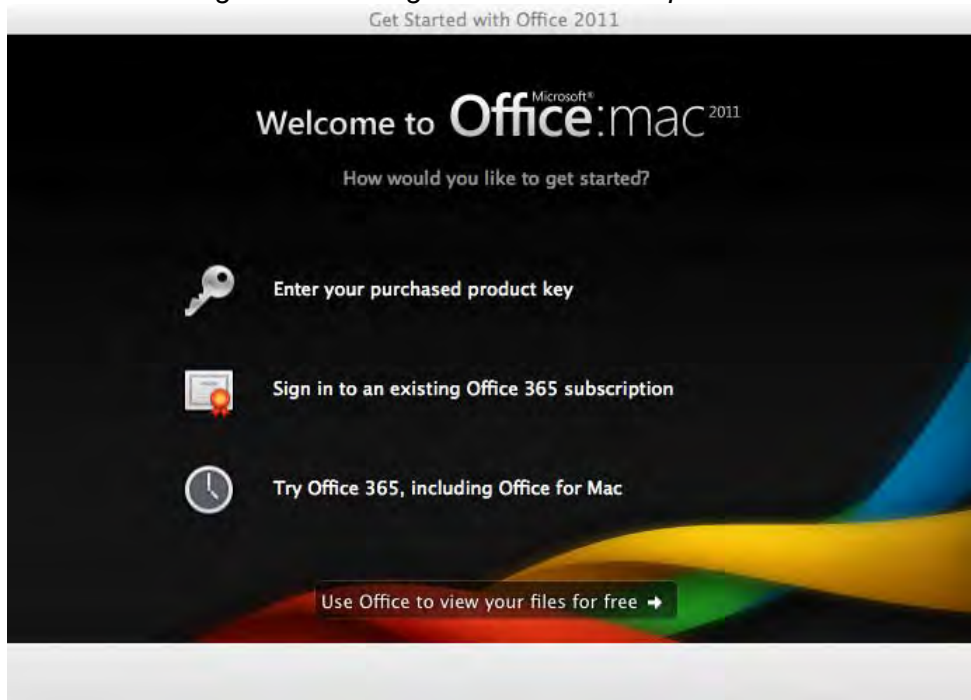 Get Started with Office 2011
Welcome to Microsoft® Office:mac 2011
How would you like to get started?
Enter your purchased product key
Sign in to an existing Office 365 subscription
Try Office 365, including Office for Mac
Use Office to view your files for free →